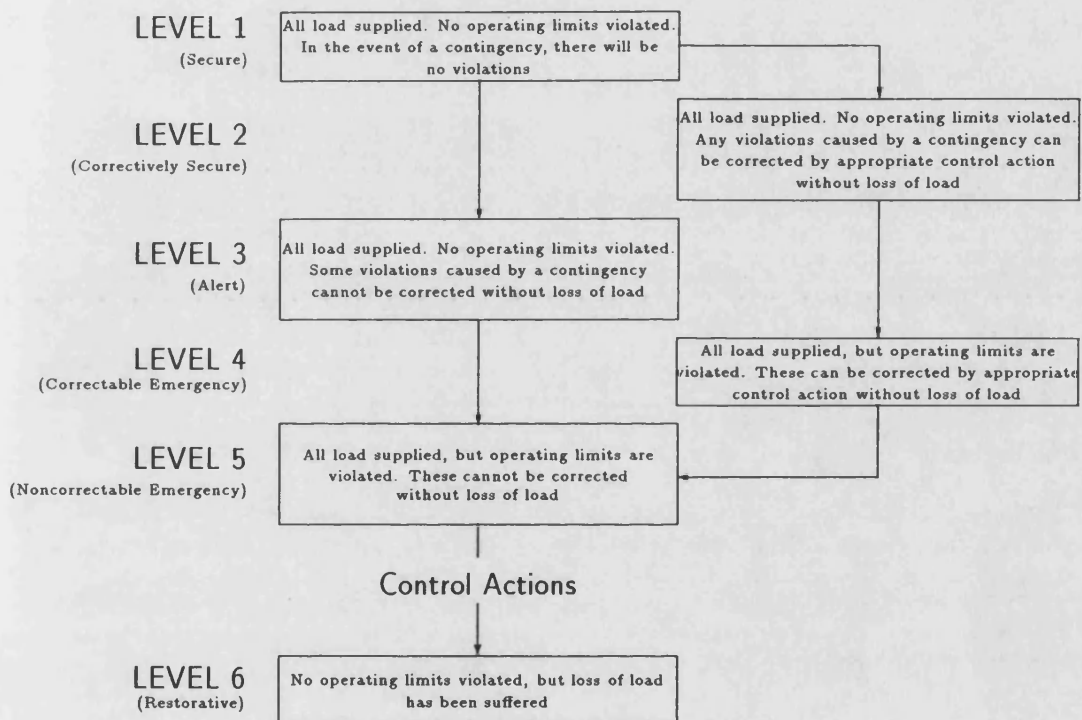 LEVEL 1
(Secure)
All load supplied. No operating limits violated.
In the event of a contingency, there will be
no violations
LEVEL 2
(Correctively Secure)
All load supplied. No operating limits violated.
Any violations caused by a contingency can
be corrected by appropriate control action
without loss of load
LEVEL 3
(Alert)
All load supplied. No operating limits violated.
Some violations caused by a contingency
cannot be corrected without loss of load
LEVEL 4
(Correctable Emergency)
All load supplied, but operating limits are
violated. These can be corrected by appropriate
control action without loss of load
LEVEL 5
(Noncorrectable Emergency)
All load supplied, but operating limits are
violated. These cannot be corrected
without loss of load
Control Actions
LEVEL 6
(Restorative)
No operating limits violated, but loss of load
has been suffered